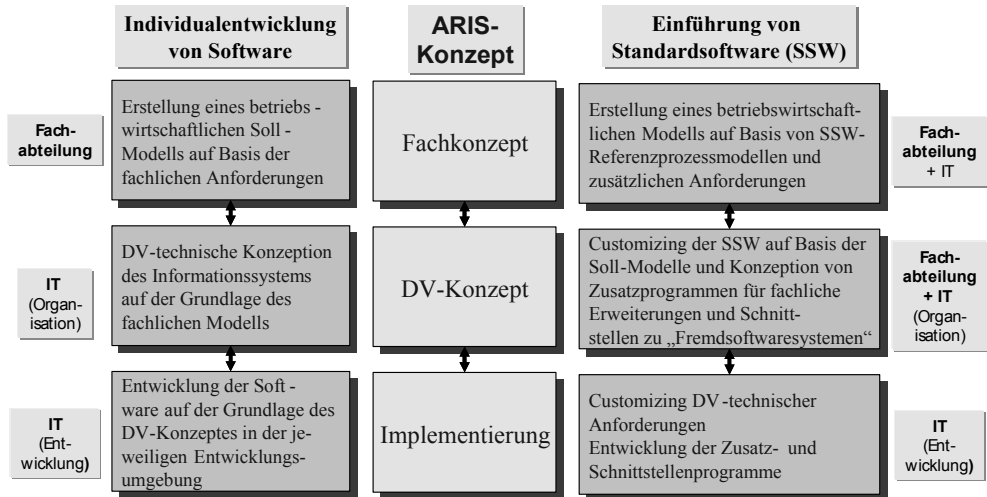 Individualentwicklung
von Software
ARIS-
Konzept
Einführung von
Standardsoftware (SSW)
Fach-
abteilung
Erstellung eines betriebs -
wirtschaftlichen Soll -
Modells auf Basis der
fachlichen Anforderungen
Fachkonzept
Erstellung eines betriebswirtschaft-
lichen Modells auf Basis von SSW-
Referenzprozessmodellen und
zusätzlichen Anforderungen
Fach-
abteilung
+ IT
IT
(Organ-
isation)
DV-technische Konzeption
des Informationssystems
auf der Grundlage des
fachlichen Modells
DV-Konzept
Customizing der SSW auf Basis der
Soll-Modelle und Konzeption von
Zusatzprogrammen für fachliche
Erweiterungen und Schnitt-
stellen zu „Fremdsoftwaresystemen“
Fach-
abteilung
+ IT
(Organ-
isation)
IT
(Ent-
wicklung)
Entwicklung der Soft -
ware auf der Grundlage des
DV-Konzeptes in der je-
weiligen Entwicklungs-
umgebung
Implementierung
Customizing DV-technischer
Anforderungen
Entwicklung der Zusatz- und
Schnittstellenprogramme
IT
(Ent-
wicklung)